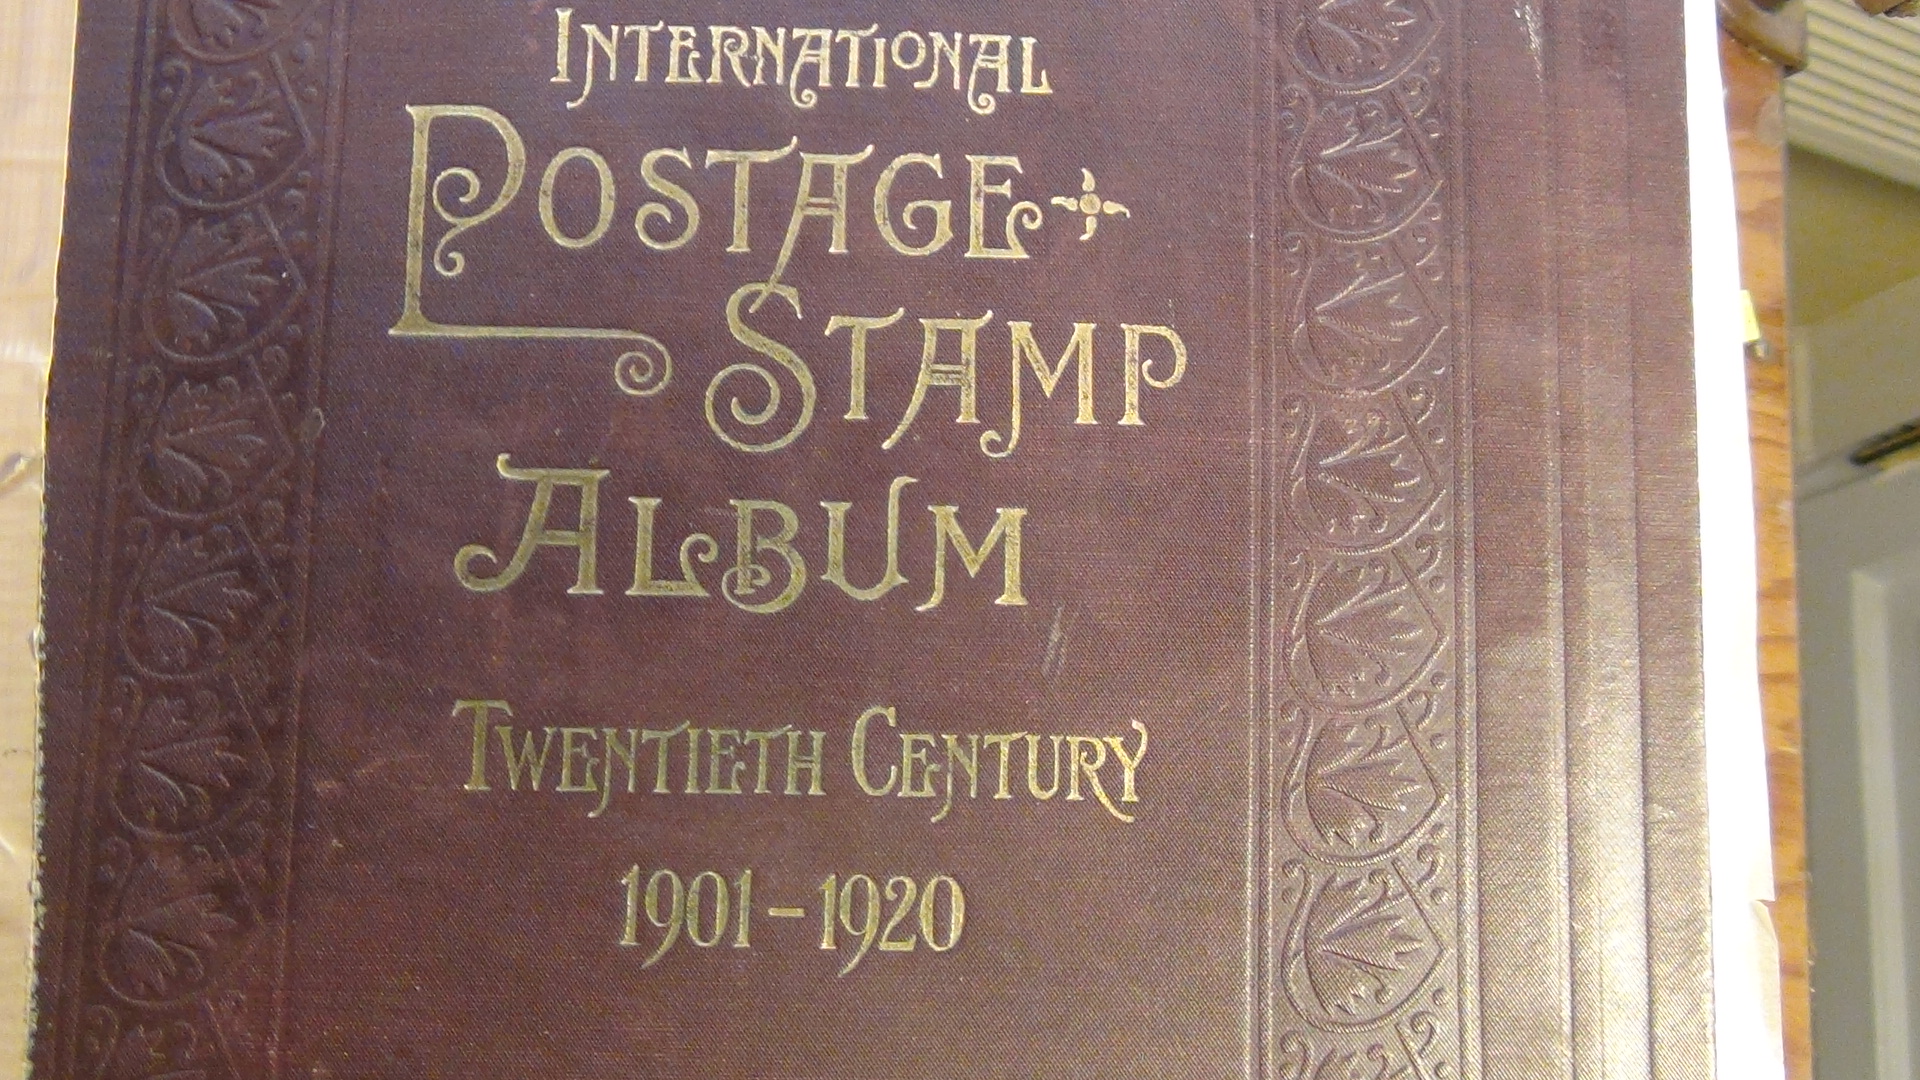 INTERNATIONAL
POSTAGE
STAMP
ALBUM
TWENTIETH CENTURY
1901-1920